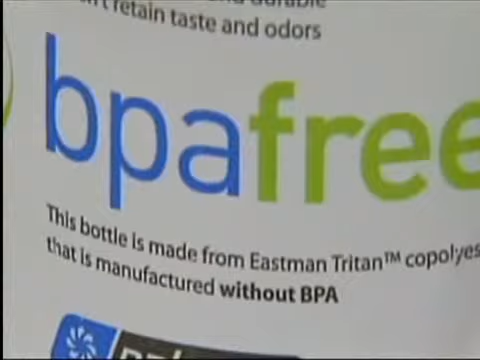 retain taste and odors
bpafree
This bottle is made from Eastman Tritan™ copolyes
that is manufactured without BPA